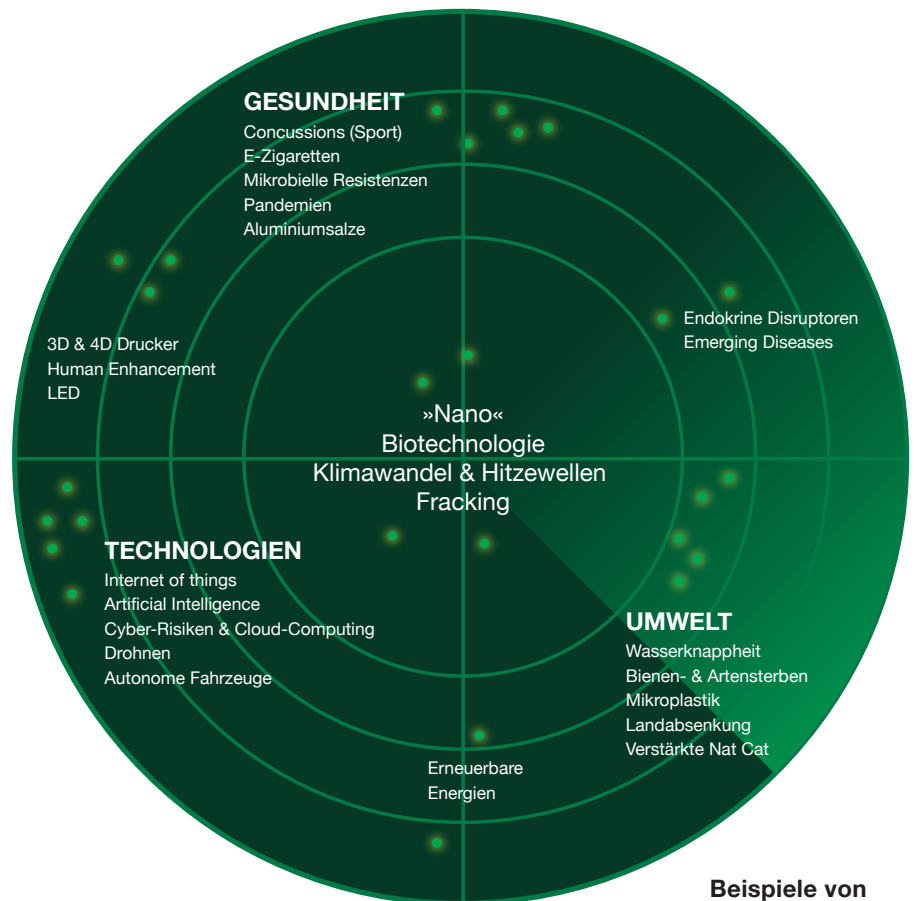 GESUNDHEIT
Concussions (Sport)
E-Zigaretten
Mikrobielle Resistenzen
Pandemien
Aluminiumsalze
Endokrine Disruptoren
Emerging Diseases
3D & 4D Drucker
Human Enhancement
LED
»Nano«
Biotechnologie
Klimawandel & Hitzewellen
Fracking
TECHNOLOGIEN
Internet of things
Artificial Intelligence
Cyber-Risiken & Cloud-Computing
Drohnen
Autonome Fahrzeuge
UMWELT
Wasserknappheit
Bienen- & Artensterben
Mikroplastik
Landabsenkung
Verstärkte Nat Cat
Erneuerbare
Energien
Beispiele von